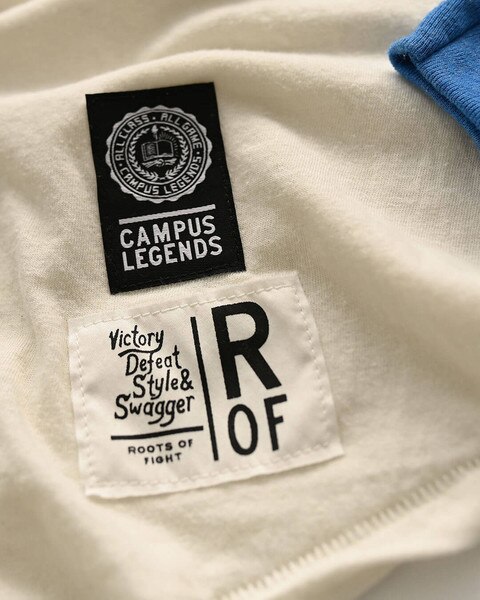 ALL CLASS · ALL GAME
CAMPUS LEGENDS
CAMPUS
LEGENDS
Victory
Defeat
Style &
Swagger
ROOTS OF
FIGHT
R
OF